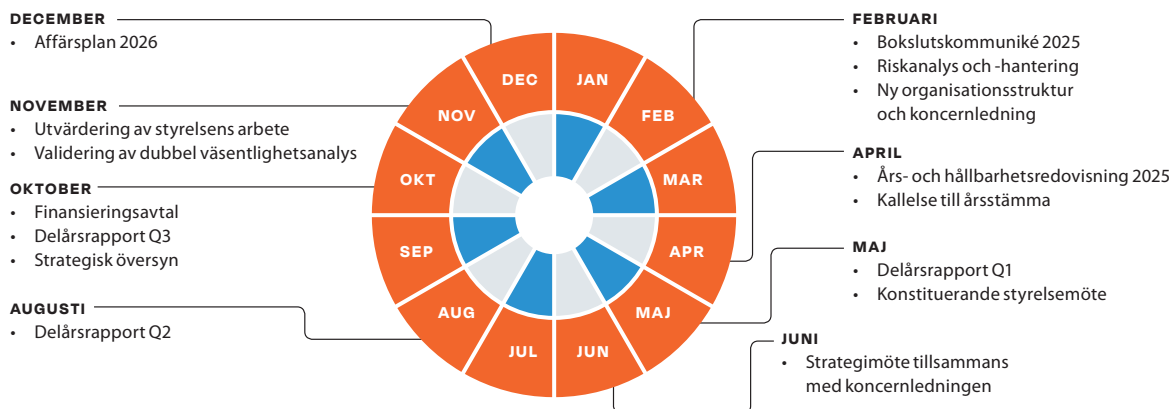 DECEMBER
• Affärsplan 2026
NOVEMBER
• Utvärdering av styrelsens arbete
• Validering av dubbel väsentlighetsanalys
OKTOBER
• Finansieringsavtal
• Delårsrapport Q3
• Strategisk översyn
AUGUSTI
• Delårsrapport Q2
JAN
FEB
MAR
APR
MAJ
JUN
JUL
AUG
SEP
OKT
NOV
DEC
FEBRUARI
• Bokslutskommuniké 2025
• Riskanalys och -hantering
• Ny organisationsstruktur
och koncernledning
APRIL
• Års- och hållbarhetsredovisning 2025
• Kallelse till årsstämma
MAJ
• Delårsrapport Q1
• Konstituerande styrelsemöte
JUNI
• Strategimöte tillsammans
med koncernledningen